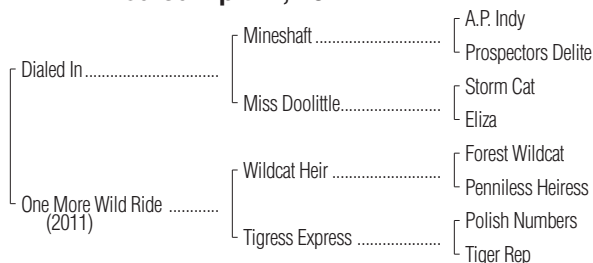 A.P. Indy
Mineshaft
Prospectors Delite
Dialed In
Storm Cat
Miss Doolittle
Eliza
Forest Wildcat
Wildcat Heir
Penniless Heiress
One More Wild Ride
(2011)
Polish Numbers
Tigress Express
Tiger Rep